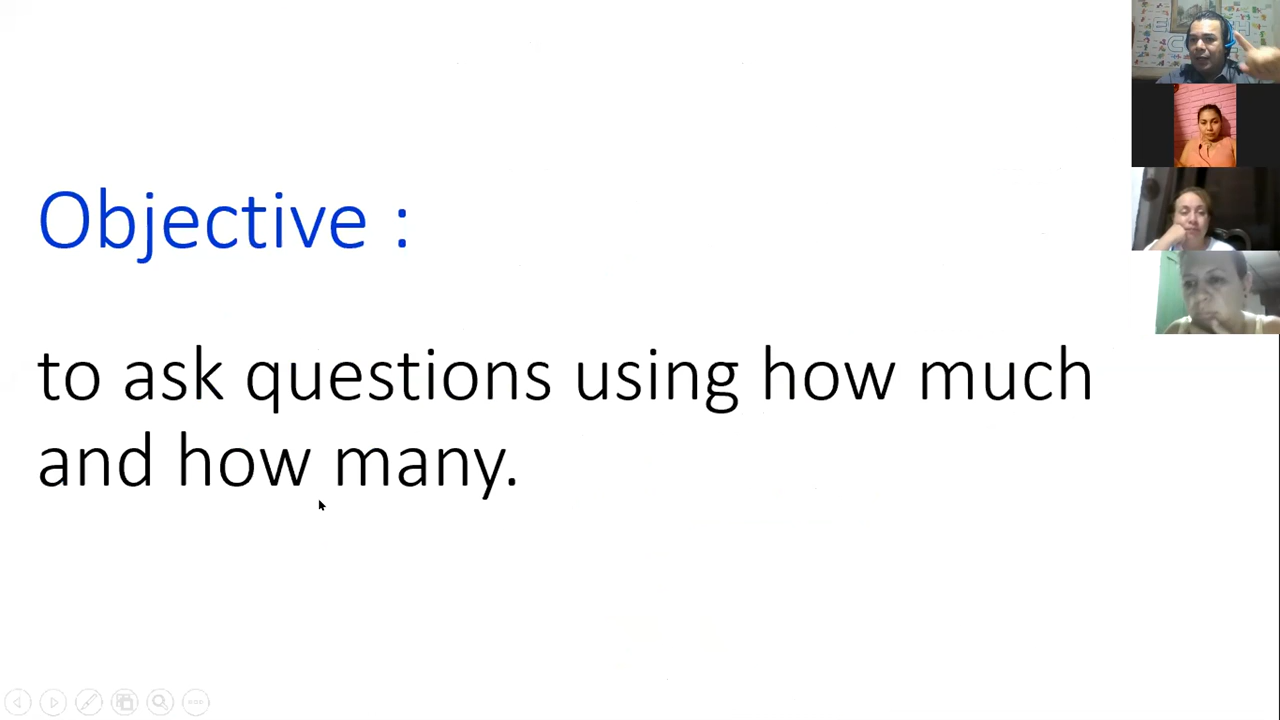 Objective :
to ask questions using how much
and how many.